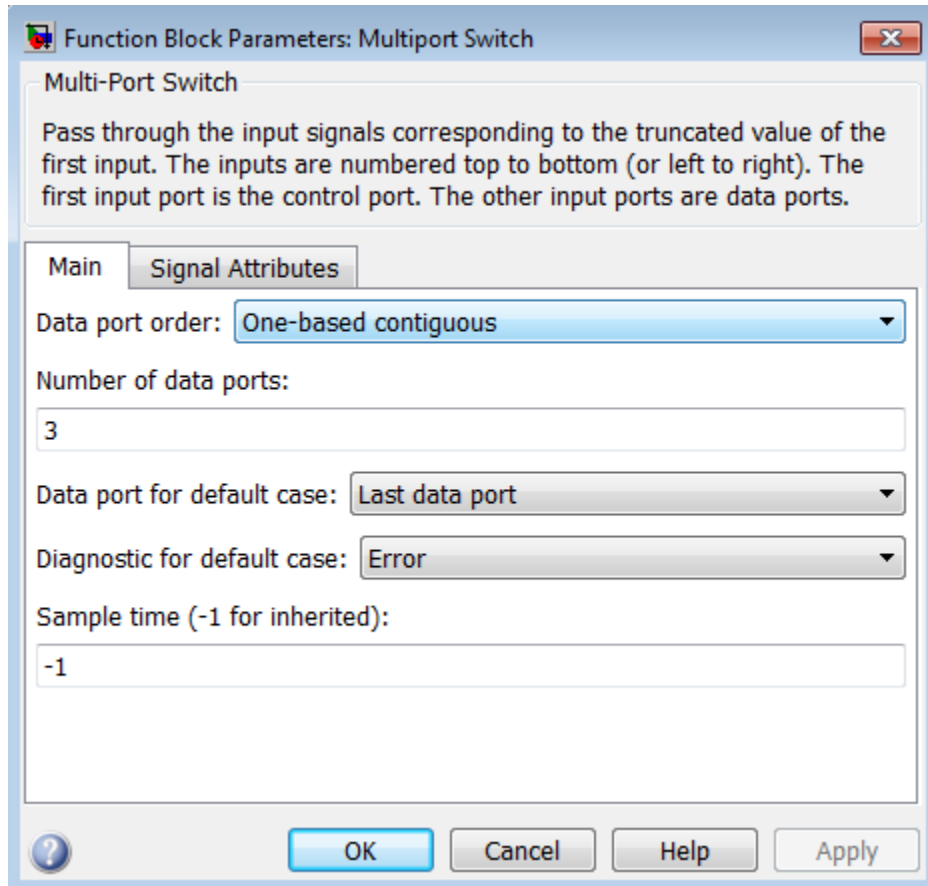 Function Block Parameters: Multiport Switch
Multi-Port Switch
Pass through the input signals corresponding to the truncated value of the
first input. The inputs are numbered top to bottom (or left to right). The
first input port is the control port. The other input ports are data ports.
Main Signal Attributes
Data port order: One-based contiguous
Number of data ports:
3
Data port for default case: Last data port
Diagnostic for default case: Error
Sample time (-1 for inherited):
-1
? OK Cancel Help Apply